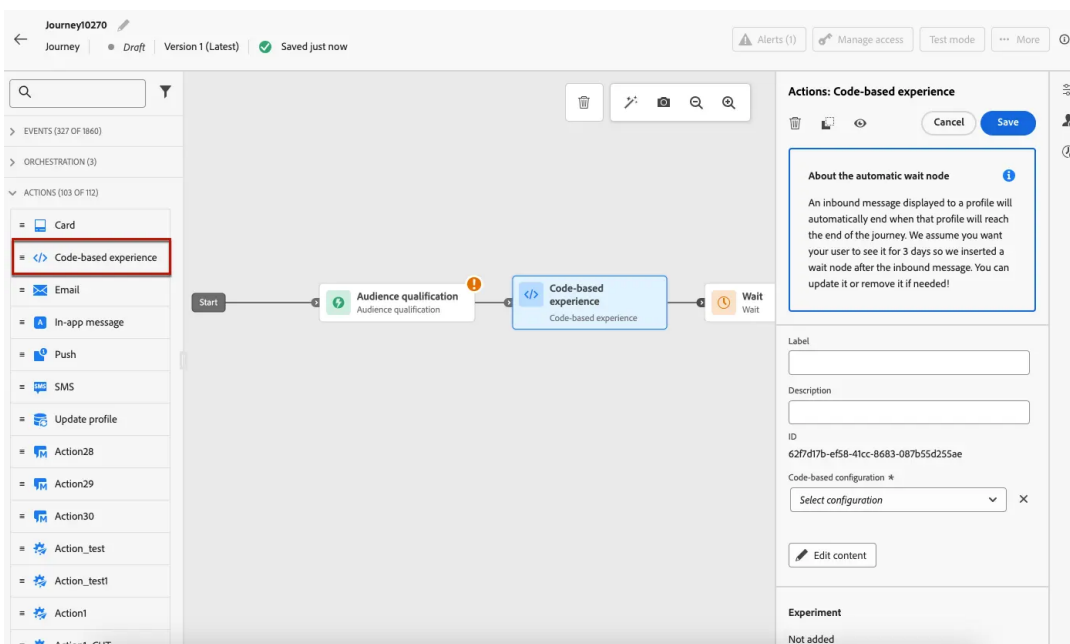 Journey10270
Journey
Draft
Version 1 (Latest)
Saved just now
Alerts (1)
Manage access
Test mode
More
EVENTS (327 OF 1860)
ORCHESTRATION (3)
ACTIONS (103 OF 112)
Card
Code-based experience
Email
In-app message
Push
SMS
SMS
Update profile
Action28
Action29
Action30
Action_test
Action_test1
Action1
Start
Audience qualification
Audience qualification
Code-based
experience
Code-based experience
Wait
Wait
Actions: Code-based experience
Cancel
Save
About the automatic wait node
An inbound message displayed to a profile will
automatically end when that profile will reach
the end of the journey. We assume you want
your user to see it for 3 days so we inserted a
wait node after the inbound message. You can
update it or remove it if needed!
Label
Description
ID
62f7d17b-ef58-41cc-8683-087b55d255ae
Code-based configuration *
Select configuration
Edit content
Experiment
Not added